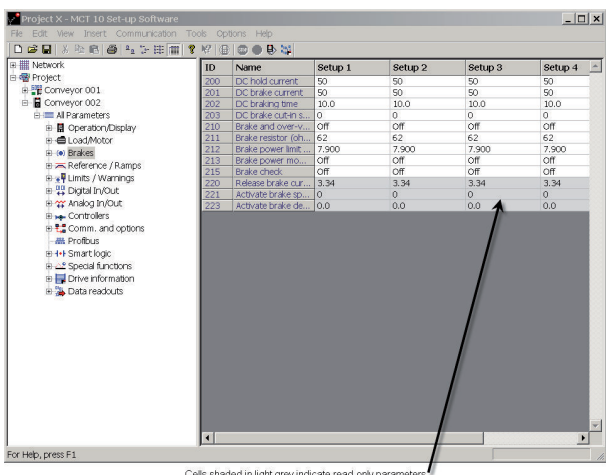 Project X - MCT 10 Set-up Software
File Edit View Insert Communication Tools Options Help
Network
Project
Conveyor 001
Conveyor 002
All Parameters
Operation/Display
Load/Motor
Brakes
Reference / Ramps
Limits / Warnings
Digital In/Out
Analog In/Out
Controllers
Comm. and options
Profibus
Smart logic
Special functions
Drive information
Data readouts
ID Name Setup 1 Setup 2 Setup 3 Setup 4
200 DC hold current 50 50 50 50
201 DC brake current 50 50 50 50
202 DC braking time 10.0 10.0 10.0 10.0
203 DC brake cut-in s... 0 0 0 0
210 Brake and over-v... Off Off Off Off
211 Brake resistor (oh... 62 62 62 62
212 Brake power limit ... 7.900 7.900 7.900 7.900
213 Brake power mo... Off Off Off Off
215 Brake check Off Off Off Off
220 Release brake cur... 3.34 3.34 3.34 3.34
221 Activate brake sp... 0 0 0 0
223 Activate brake de... 0.0 0.0 0.0 0.0
For Help, press F1
Cells shaded in light grey indicate read only parameters